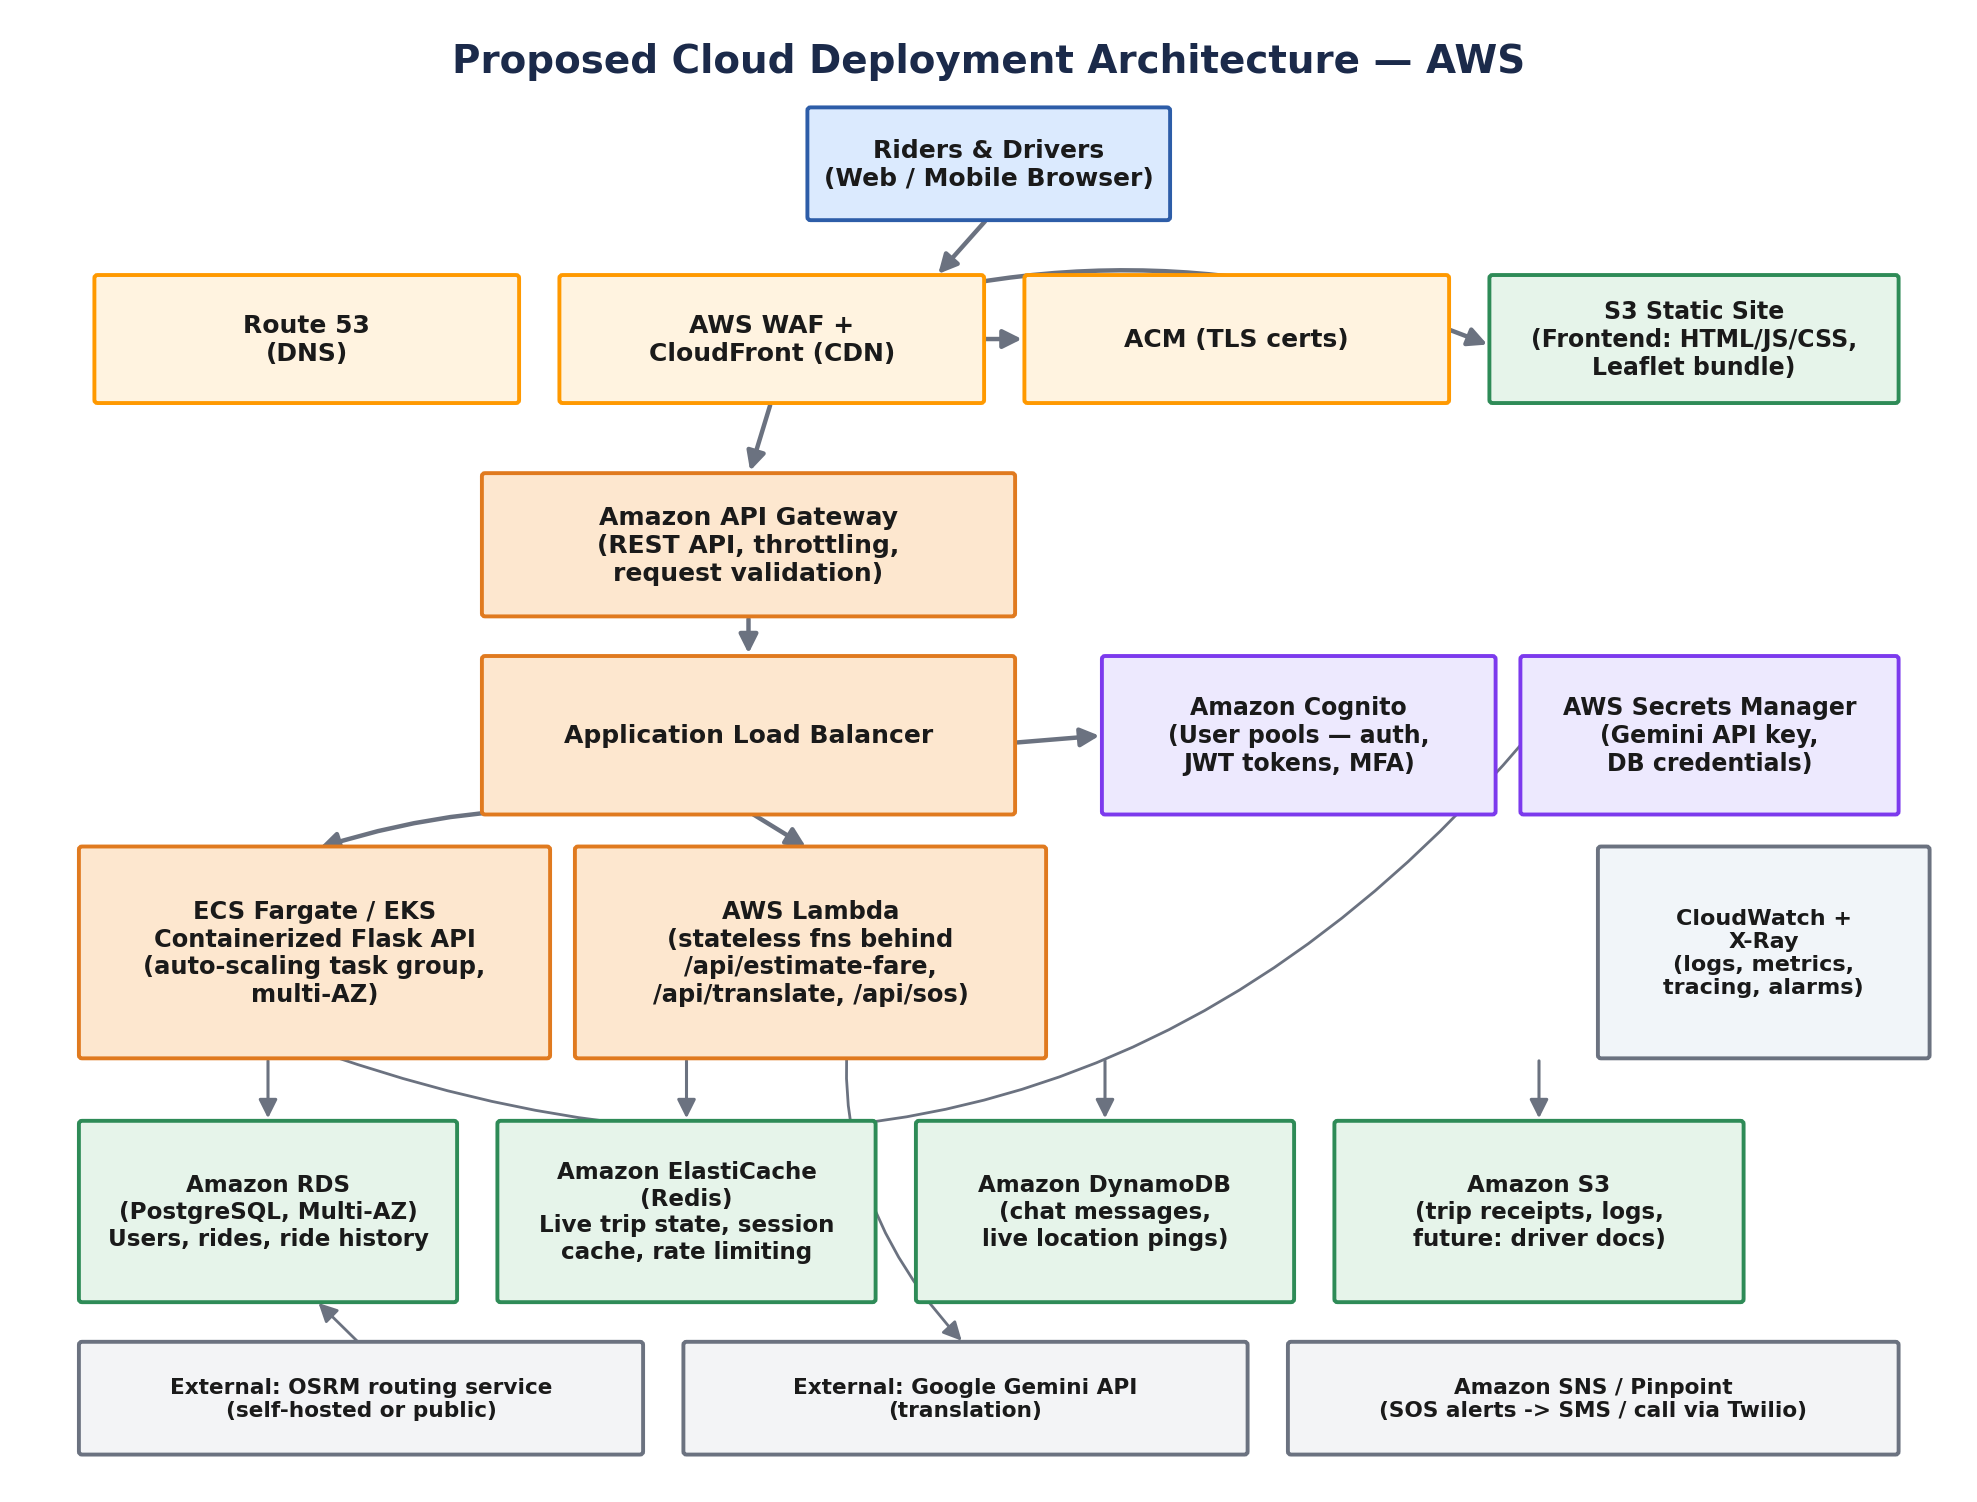 Proposed Cloud Deployment Architecture — AWS
Riders & Drivers
(Web / Mobile Browser)
Route 53
(DNS)
AWS WAF +
CloudFront (CDN)
ACM (TLS certs)
S3 Static Site
(Frontend: HTML/JS/CSS,
Leaflet bundle)
Amazon API Gateway
(REST API, throttling,
request validation)
Application Load Balancer
Amazon Cognito
(User pools — auth,
JWT tokens, MFA)
AWS Secrets Manager
(Gemini API key,
DB credentials)
ECS Fargate / EKS
Containerized Flask API
(auto-scaling task group,
multi-AZ)
AWS Lambda
(stateless fns behind
/api/estimate-fare,
/api/translate, /api/sos)
CloudWatch +
X-Ray
(logs, metrics,
tracing, alarms)
Amazon RDS
(PostgreSQL, Multi-AZ)
Users, rides, ride history
Amazon ElastiCache
(Redis)
Live trip state, session
cache, rate limiting
Amazon DynamoDB
(chat messages,
live location pings)
Amazon S3
(trip receipts, logs,
future: driver docs)
External: OSRM routing service
(self-hosted or public)
External: Google Gemini API
(translation)
Amazon SNS / Pinpoint
(SOS alerts -> SMS / call via Twilio)